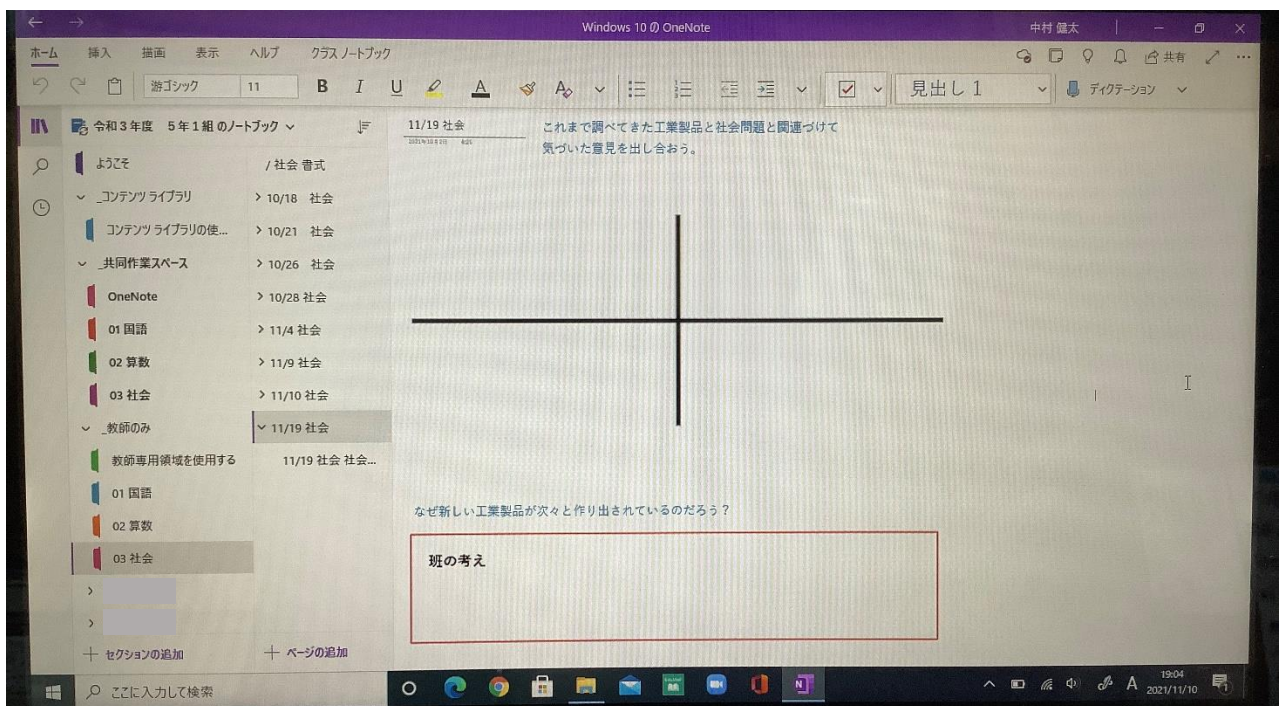 Windows 10 の OneNote
中村 健太
ホーム 挿入 描画 表示 ヘルプ クラス ノートブック
共有
游ゴシック 11 B I U A A 見出し 1 ディクテーション
令和３年度　５年１組 のノートブック
ようこそ
_コンテンツ ライブラリ
コンテンツ ライブラリの使...
_共同作業スペース
OneNote
01 国語
02 算数
03 社会
_教師のみ
教師専用領域を使用する
01 国語
02 算数
03 社会
セクションの追加
/ 社会 書式
10/18　社会
10/21　社会
10/26　社会
10/28 社会
11/4 社会
11/9 社会
11/10 社会
11/19 社会
11/19 社会 社会...
ページの追加
11/19 社会
これまで調べてきた工業製品と社会問題と関連づけて
気づいた意見を出し合おう。
なぜ新しい工業製品が次々と作り出されているのだろう？
班の考え
ここに入力して検索
A
19:04
2021/11/10